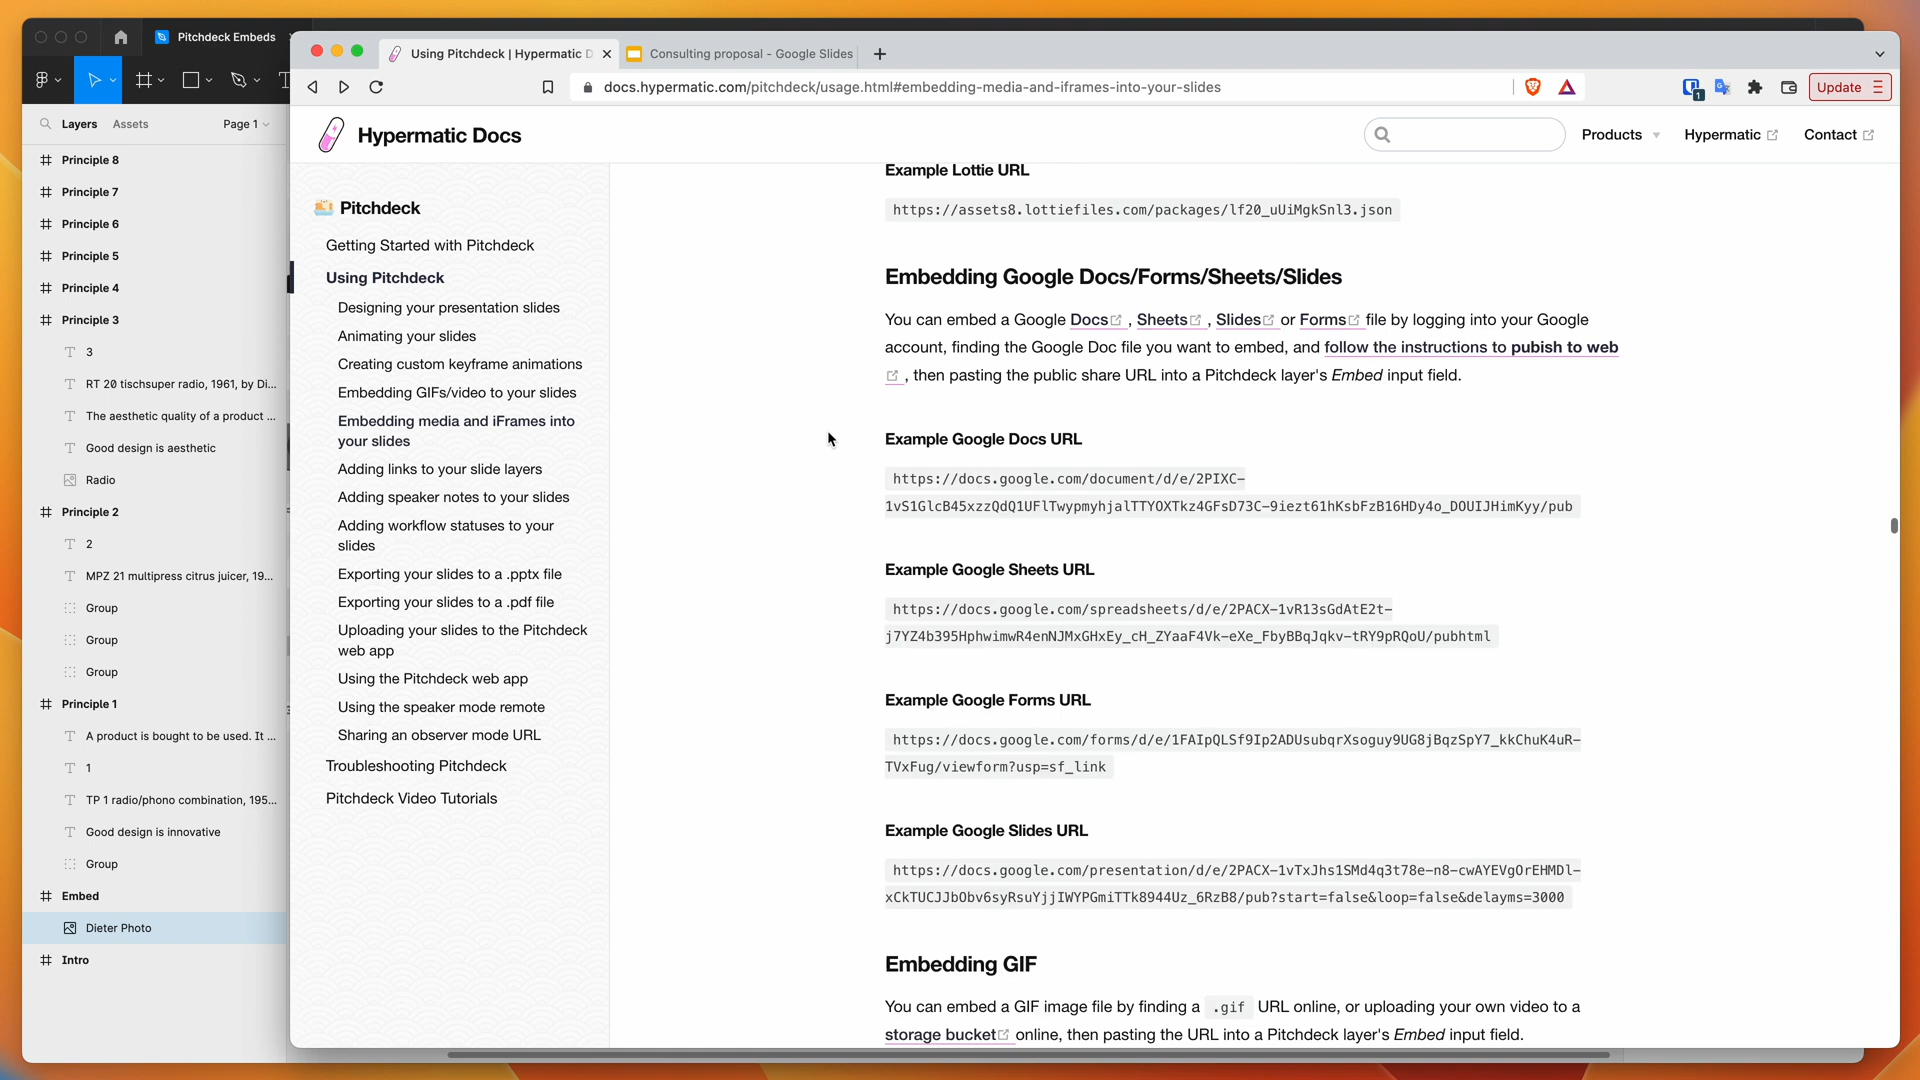 Pitchdeck Embeds
Layers
Assets
Page 1
Principle 8
Principle 7
Principle 6
Principle 5
Principle 4
Principle 3
3
RT 20 tischsuper radio, 1961, by Di...
The aesthetic quality of a product ...
Good design is aesthetic
Radio
Principle 2
2
MPZ 21 multipress citrus juicer, 19...
Group
Group
Group
Principle 1
A product is bought to be used. It ...
1
TP 1 radio/phono combination, 195...
Good design is innovative
Group
Embed
Dieter Photo
Intro
Using Pitchdeck | Hypermatic D
Consulting proposal - Google Slides
docs.hypermatic.com/pitchdeck/usage.html#embedding-media-and-iframes-into-your-slides
1
Update
Hypermatic Docs
Products
Hypermatic
Contact
Pitchdeck
Getting Started with Pitchdeck
Using Pitchdeck
Designing your presentation slides
Animating your slides
Creating custom keyframe animations
Embedding GIFs/video to your slides
Embedding media and iFrames into
your slides
Adding links to your slide layers
Adding speaker notes to your slides
Adding workflow statuses to your
slides
Exporting your slides to a .pptx file
Exporting your slides to a .pdf file
Uploading your slides to the Pitchdeck
web app
Using the Pitchdeck web app
Using the speaker mode remote
Sharing an observer mode URL
Troubleshooting Pitchdeck
Pitchdeck Video Tutorials
Example Lottie URL
https://assets8.lottiefiles.com/packages/lf20_uUiMgkSnl3.json
Embedding Google Docs/Forms/Sheets/Slides
You can embed a Google Docs, Sheets, Slides or Forms file by logging into your Google
account, finding the Google Doc file you want to embed, and follow the instructions to pubish to web
, then pasting the public share URL into a Pitchdeck layer's Embed input field.
Example Google Docs URL
https://docs.google.com/document/d/e/2PIXC-
1vS1GlcB45xzzQdQ1UFlTwypmyhjalTTYOXTkz4GFsD73C-9iezt61hKsbFzB16HDy4o_DOUIJHimKyy/pub
Example Google Sheets URL
https://docs.google.com/spreadsheets/d/e/2PACX-1vR13sGdAtE2t-
j7YZ4b395HphwimwR4enNJMxGHxEy_cH_ZYaaF4Vk-eXe_FbyBBqJqkv-tRY9pRQoU/pubhtml
Example Google Forms URL
https://docs.google.com/forms/d/e/1FAIpQLSf9Ip2ADUsubqrXsoguy9UG8jBqzSpY7_kkChuK4uR-
TVxFug/viewform?usp=sf_link
Example Google Slides URL
https://docs.google.com/presentation/d/e/2PACX-1vTxJhs1SMd4q3t78e-n8-cwAYEVgOrEHMDl-
xCkTUCJJbObv6syRsuYjjIWYPGmiTTk8944Uz_6RzB8/pub?start=false&loop=false&delayms=3000
Embedding GIF
You can embed a GIF image file by finding a .gif URL online, or uploading your own video to a
storage bucket online, then pasting the URL into a Pitchdeck layer's Embed input field.